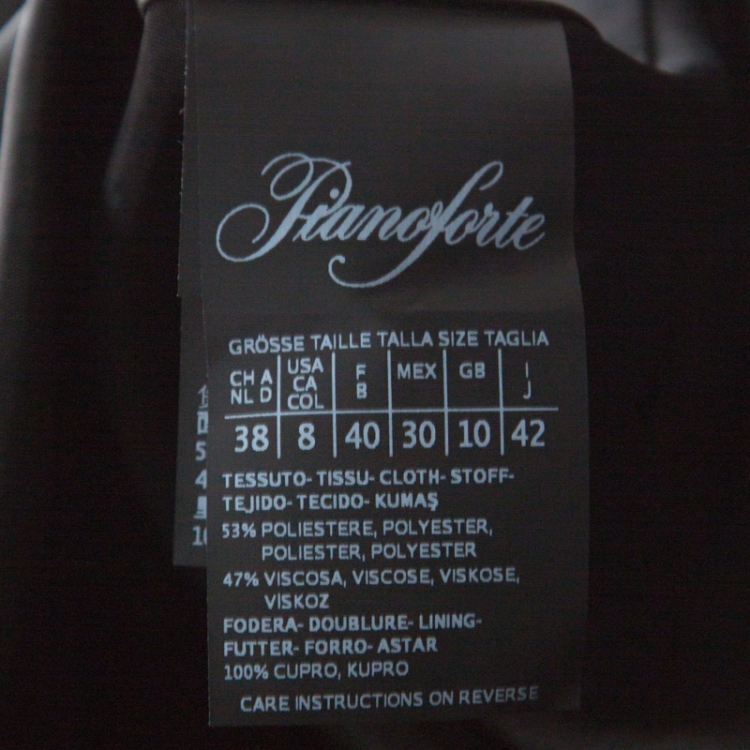 Pianoforte
GRÖSSE TAILLE TALLA SIZE TAGLIA
CH A NL D USA CA COL F B MEX GB I J
38 8 40 30 10 42
TESSUTO- TISSU- CLOTH- STOFF-
TEJIDO- TECIDO- KUMAŞ
53% POLIESTERE, POLYESTER,
POLIESTER, POLYESTER
47% VISCOSA, VISCOSE, VISKOSE,
VİSKOZ
FODERA- DOUBLURE- LINING-
FUTTER- FORRO- ASTAR
100% CUPRO, KUPRO
CARE INSTRUCTIONS ON REVERSE